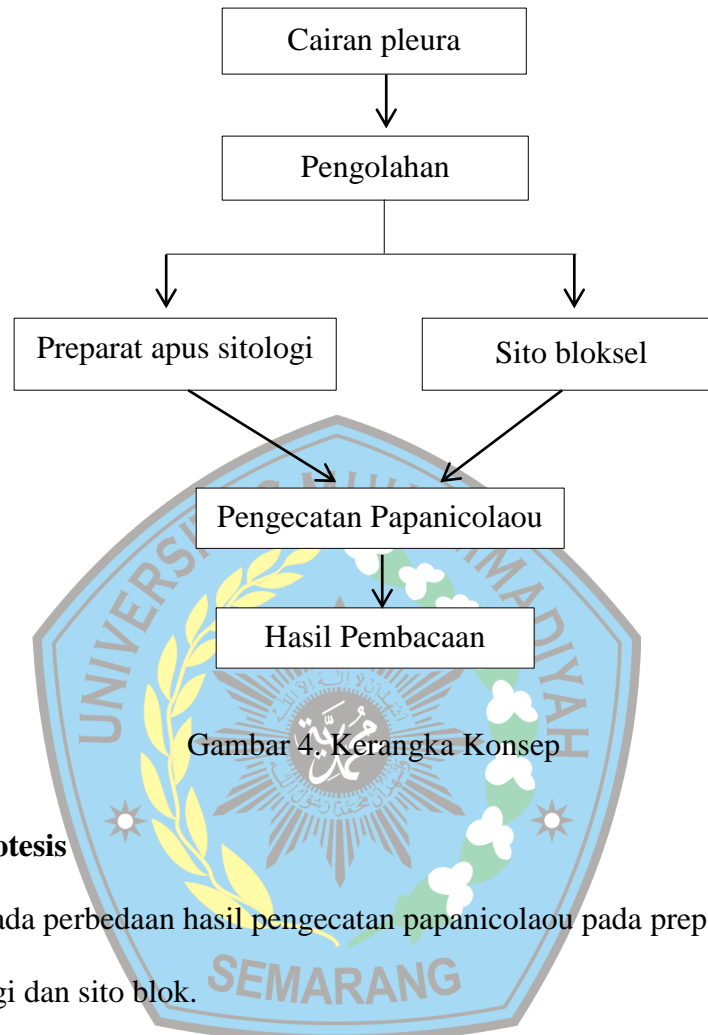 Cairan pleura
Pengolahan
Preparat apus sitologi
Sito bloksel
Pengecatan Papanicolaou
Hasil Pembacaan
Gambar 4. Kerangka Konsep
otesis
ada perbedaan hasil pengecatan papanicolaou pada prep
gi dan sito blok.
SEMARANG